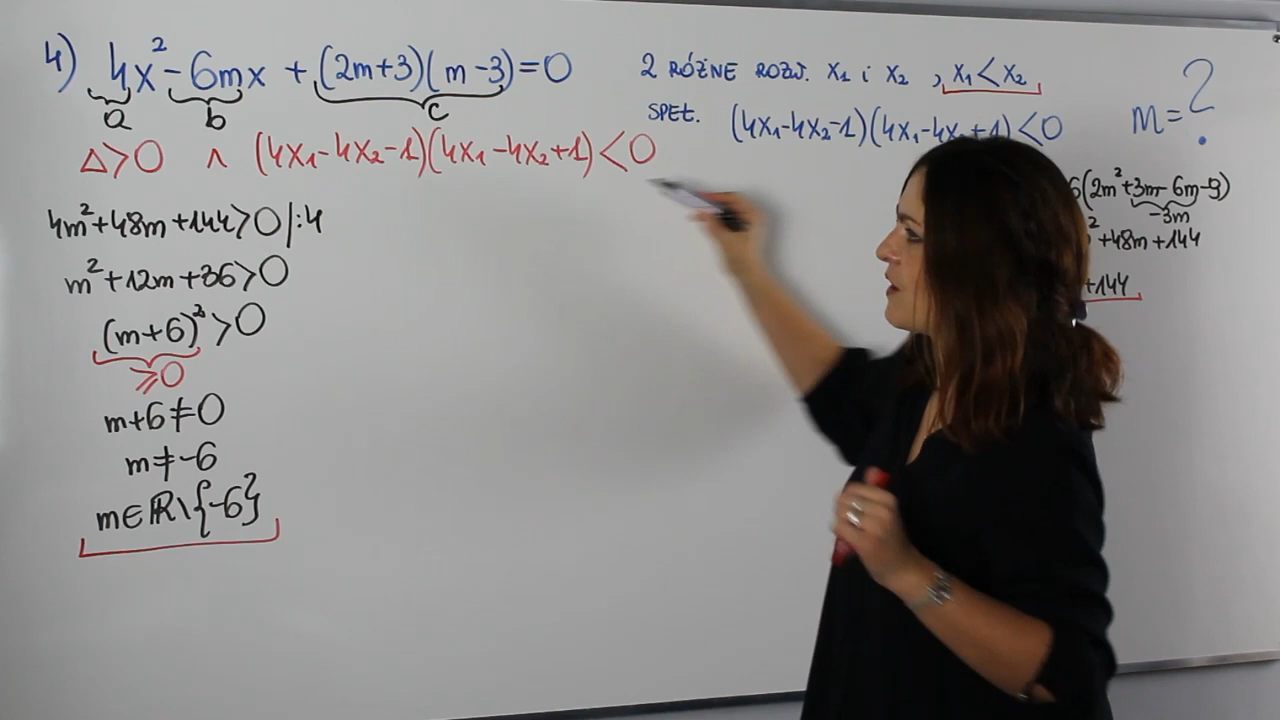 4) 4x² - 6mx + (2m+3)(m-3) = 0
a b c
2 RÓŻNE ROZW. x₁ i x₂ , x₁ < x₂
SPEŁ. (4x₁-4x₂-1)(4x₁-4x₂+1) < 0
m = ?
Δ>0 ∧ (4x₁-4x₂-1)(4x₁-4x₂+1) < 0
4m²+48m+144>0 |:4
m²+12m+36>0
(m+6)²>0
≥0
m+6≠0
m≠-6
m∈ℝ\{-6}
6(2m²+3m-6m-9)
-3m
² +48m+144
+144